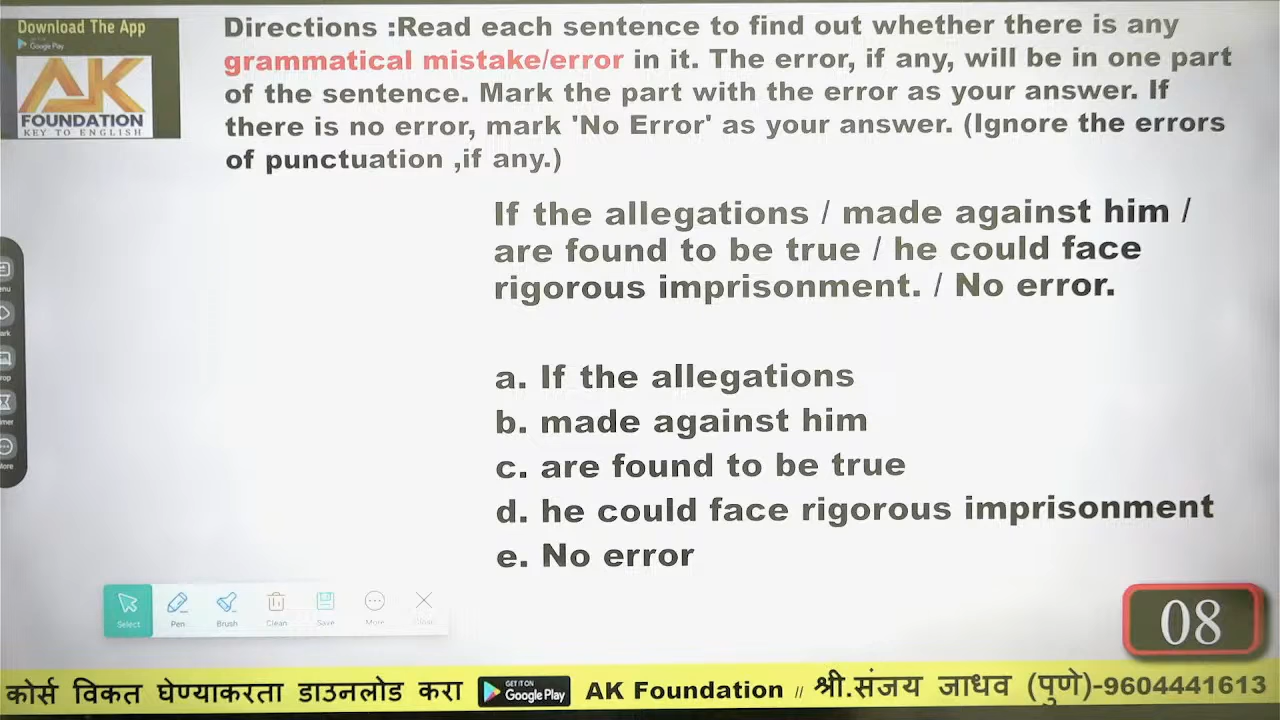 Download The App
Google Play
AK
FOUNDATION
KEY TO ENGLISH
Directions :Read each sentence to find out whether there is any
grammatical mistake/error in it. The error, if any, will be in one part
of the sentence. Mark the part with the error as your answer. If
there is no error, mark 'No Error' as your answer. (Ignore the errors
of punctuation ,if any.)
If the allegations / made against him /
are found to be true / he could face
rigorous imprisonment. / No error.
a. If the allegations
b. made against him
c. are found to be true
d. he could face rigorous imprisonment
e. No error
Select Pen Brush Clean Save More Close
08
कोर्स विकत घेण्याकरता डाउनलोड करा GET IT ON Google Play AK Foundation // श्री.संजय जाधव (पुणे)-9604441613